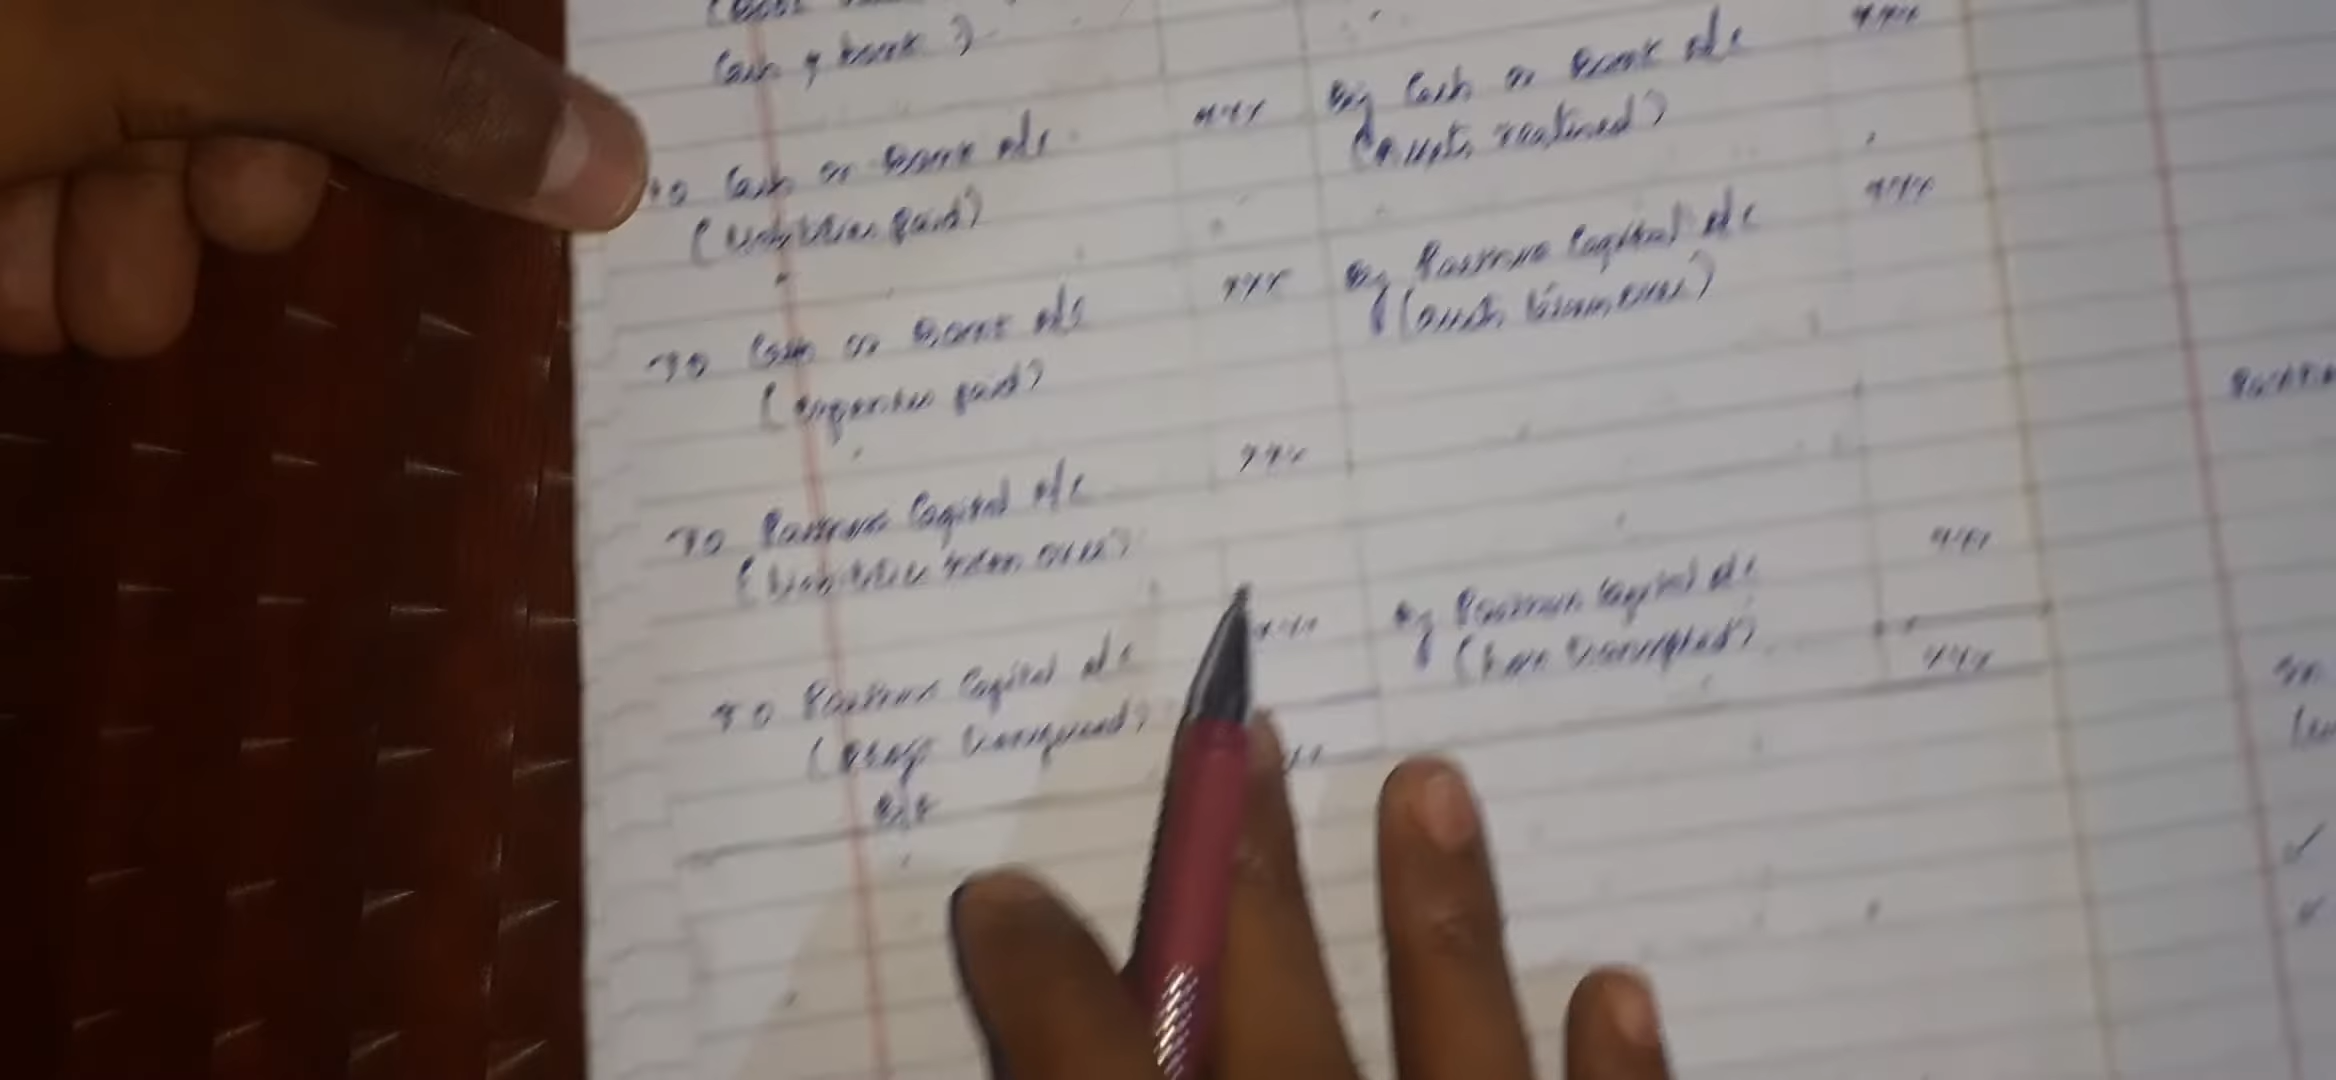 Cash & bank)
xxx
To Cash or Bank A/c xxx By Cash or Bank A/c
(Liabilities paid) (Assets realised)
xxx
To Cash or Bank A/c xxx By Partners Capital A/c
(Expenses paid) (Assets taken over)
To Partners Capital A/c xxx
(Liabilities taken over)
xxx
To Partners Capital A/c xxx By Partners Capital A/c
transferred) (Loss transferred)
xxx